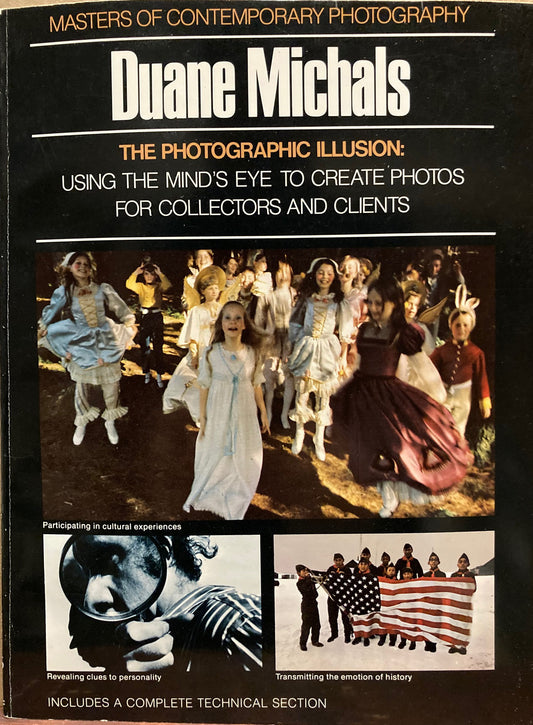 MASTERS OF CONTEMPORARY PHOTOGRAPHY
Duane Michals
THE PHOTOGRAPHIC ILLUSION:
USING THE MIND'S EYE TO CREATE PHOTOS
FOR COLLECTORS AND CLIENTS
Participating in cultural experiences
Revealing clues to personality
Transmitting the emotion of history
INCLUDES A COMPLETE TECHNICAL SECTION